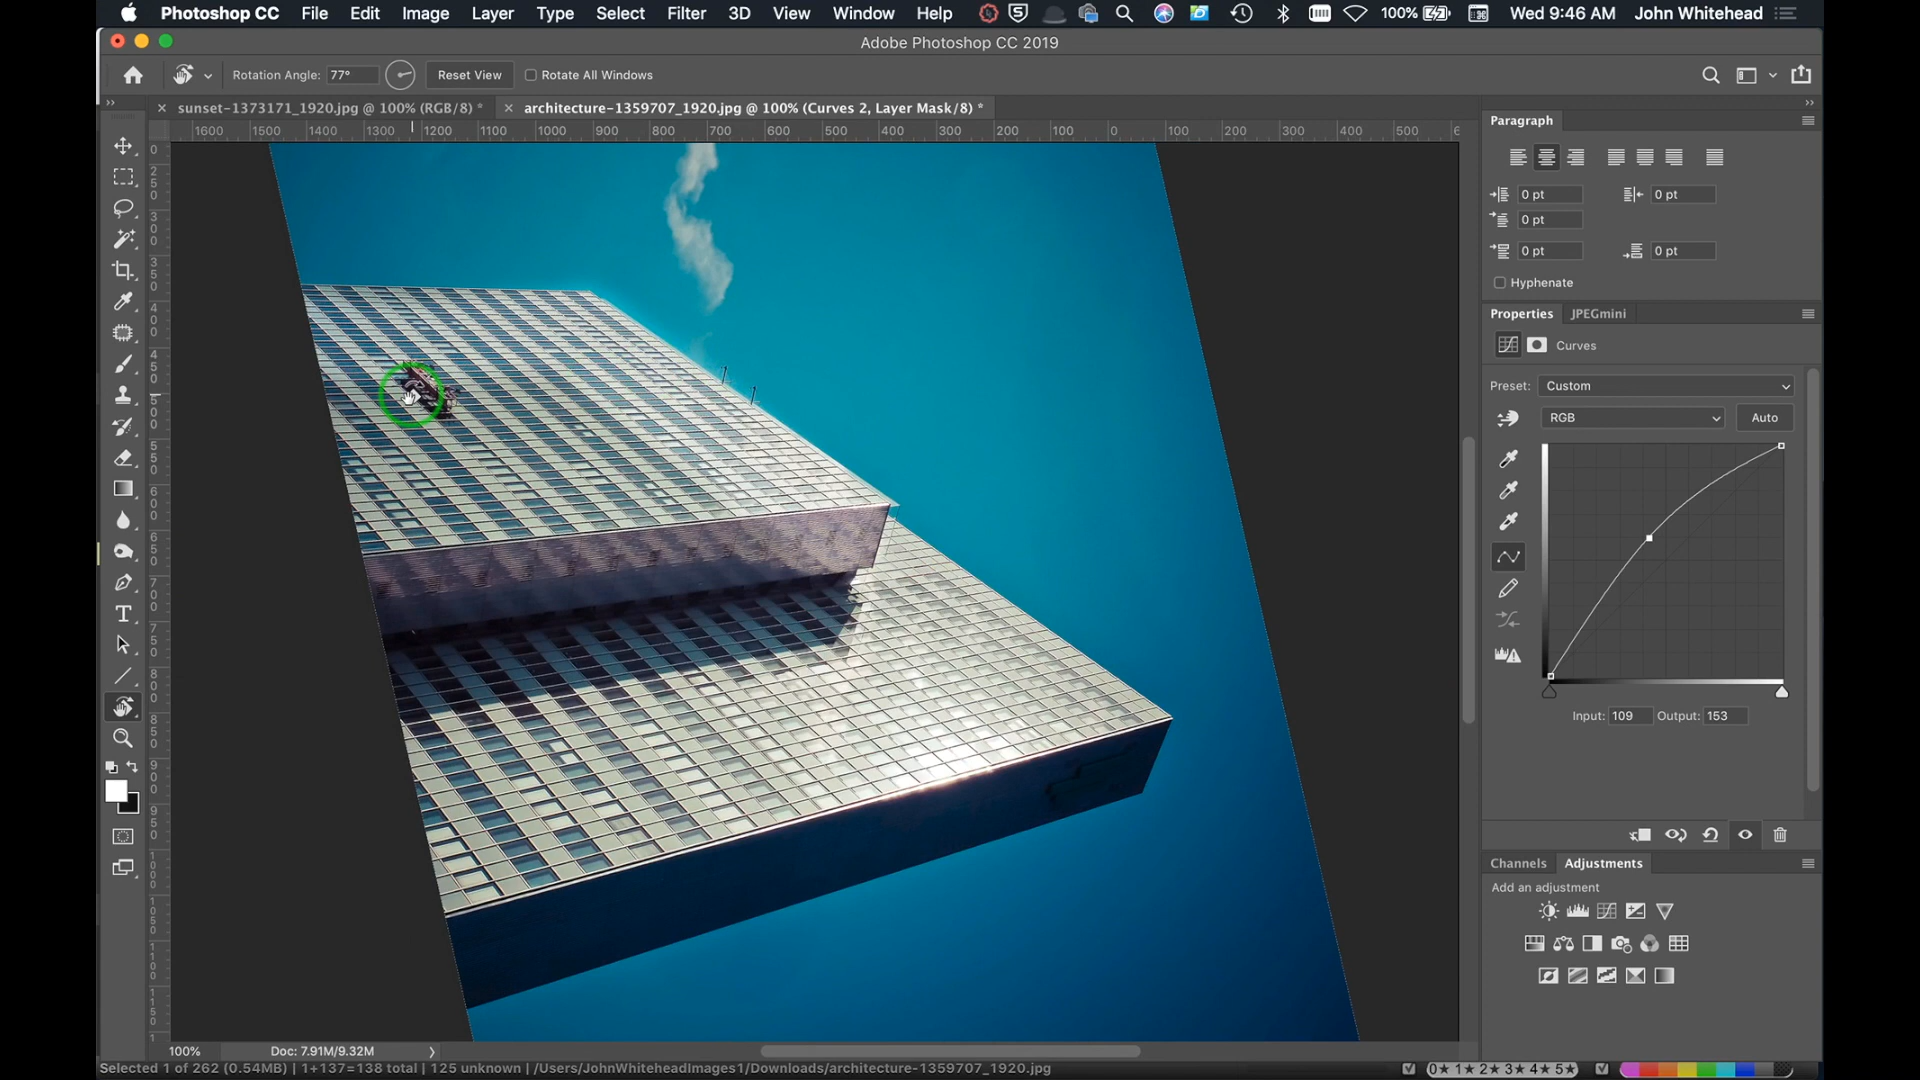 Photoshop CC File Edit Image Layer Type Select Filter 3D View Window Help 100% Wed 9:46 AM John Whitehead
Adobe Photoshop CC 2019
Rotation Angle: 77° Reset View Rotate All Windows
sunset-1373171_1920.jpg @ 100% (RGB/8) * architecture-1359707_1920.jpg @ 100% (Curves 2, Layer Mask/8) *
1600 1500 1400 1300 1200 1100 1000 900 800 700 600 500 400 300 200 100 0 100 200 300 400 500
Paragraph
0 pt 0 pt
0 pt
0 pt 0 pt
Hyphenate
Properties JPEGmini
Curves
Preset: Custom
RGB Auto
Input: 109 Output: 153
Channels Adjustments
Add an adjustment
T
100% Doc: 7.91M/9.32M
Selected 1 of 262 (0.54MB) | 1+137=138 total | 125 unknown | /Users/JohnWhiteheadImages1/Downloads/architecture-1359707_1920.jpg 0★ 1★ 2★ 3★ 4★ 5★